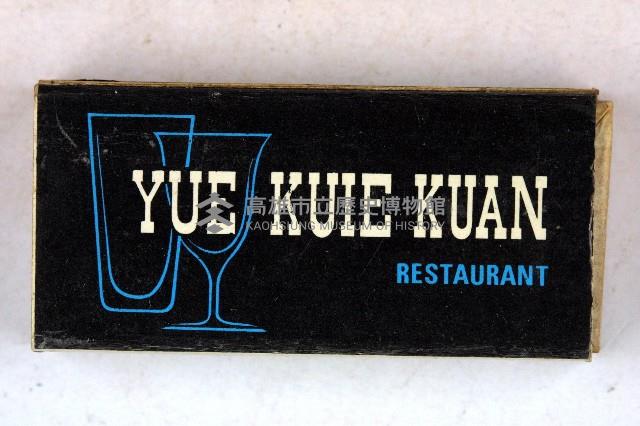 YUE KUIE KUAN
高雄市立歷史博物館
KAOHSIUNG MUSEUM OF HISTORY
RESTAURANT